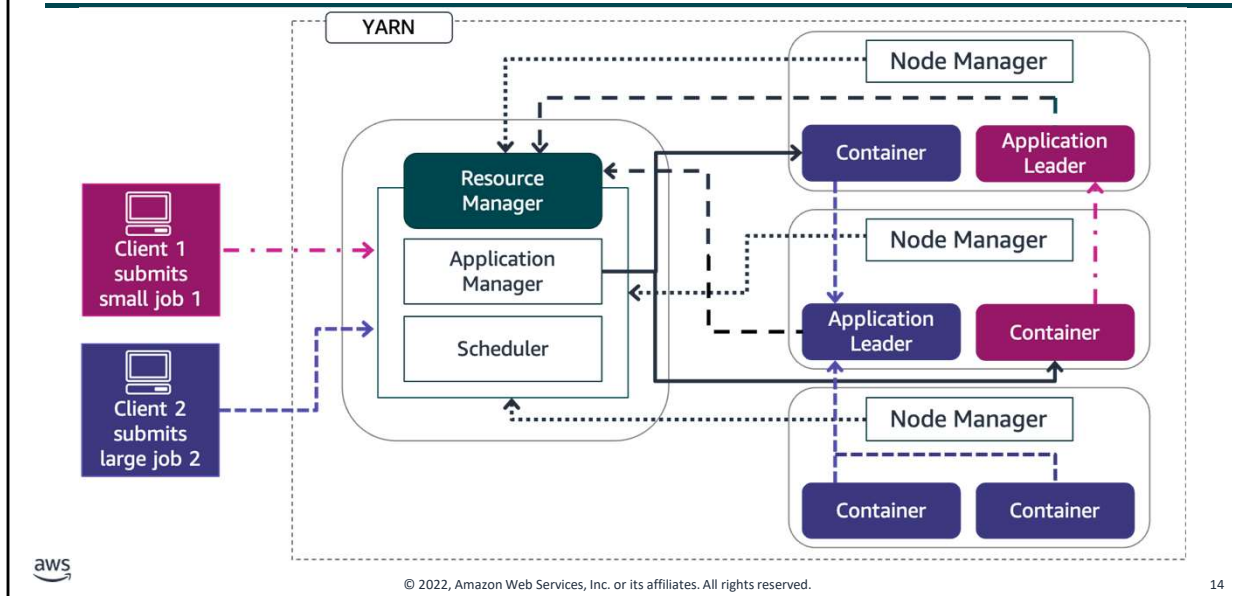 YARN
Node Manager
Container
Application
Leader
Resource
Manager
Application
Manager
Scheduler
Client 1
submits
small job 1
Client 2
submits
large job 2
Node Manager
Application
Leader
Container
Node Manager
Container
Container
aws
© 2022, Amazon Web Services, Inc. or its affiliates. All rights reserved.
14